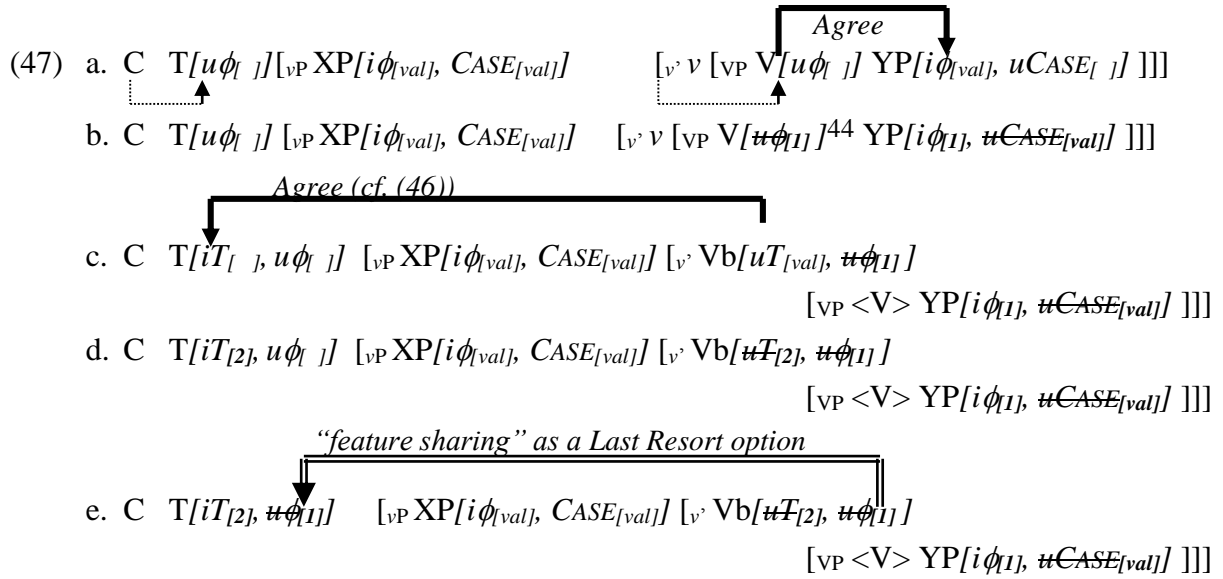 Agree
(47) a. C T[uϕ[ ]][vP XP[iϕ[val], CASE[val]] [v’ v [VP V[uϕ[ ]] YP[iϕ[val], uCASE[ ]] ]]]
b. C T[uϕ[ ]] [vP XP[iϕ[val], CASE[val]] [v’ v [VP V[uϕ[1]]44 YP[iϕ[1], uCASE[val]] ]]]
Agree (cf. (46))
c. C T[iT[ ], uϕ[ ]] [vP XP[iϕ[val], CASE[val]] [v’ Vb[uT[val], uϕ[1]]
[VP <V> YP[iϕ[1], uCASE[val]] ]]]
d. C T[iT[2], uϕ[ ]] [vP XP[iϕ[val], CASE[val]] [v’ Vb[uT[2], uϕ[1]]
[VP <V> YP[iϕ[1], uCASE[val]] ]]]
“feature sharing” as a Last Resort option
e. C T[iT[2], uϕ[1]] [vP XP[iϕ[val], CASE[val]] [v’ Vb[uT[2], uϕ[1]]
[VP <V> YP[iϕ[1], uCASE[val]] ]]]